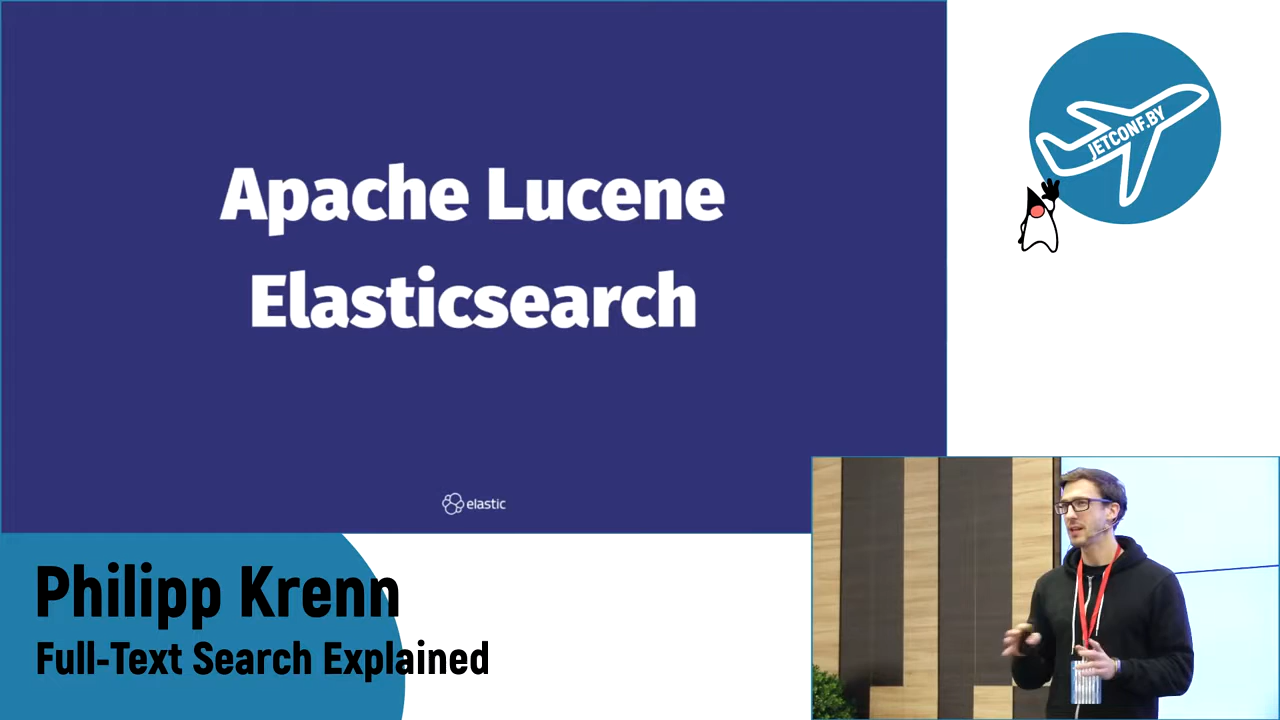 Apache Lucene
Elasticsearch
elastic
JETCONF.BY
Philipp Krenn
Full-Text Search Explained